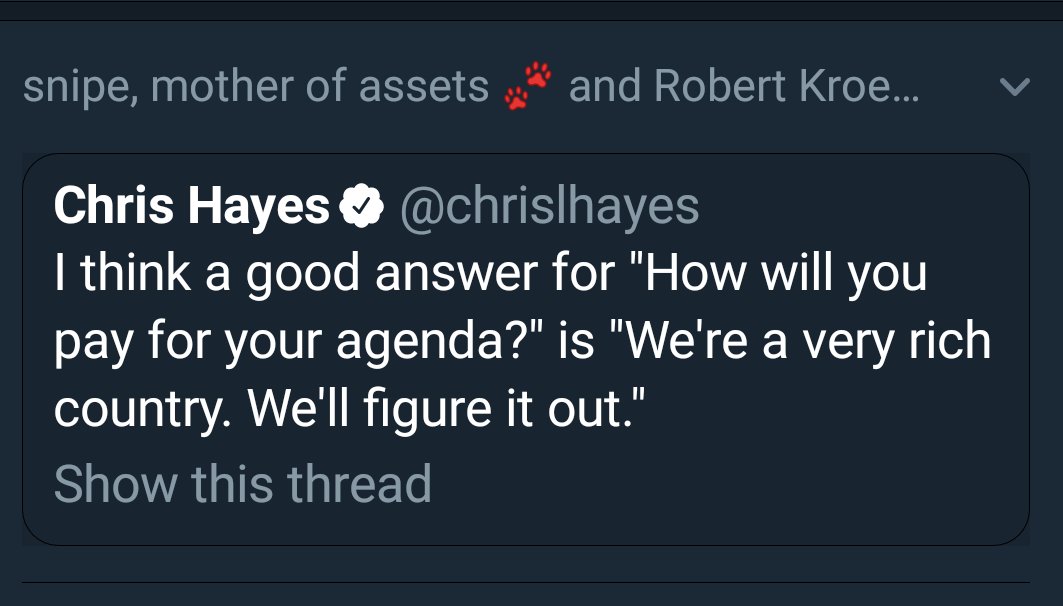 snipe, mother of assets 🐾 and Robert Kroe...
Chris Hayes @chrislhayes
I think a good answer for "How will you
pay for your agenda?" is "We're a very rich
country. We'll figure it out."
Show this thread